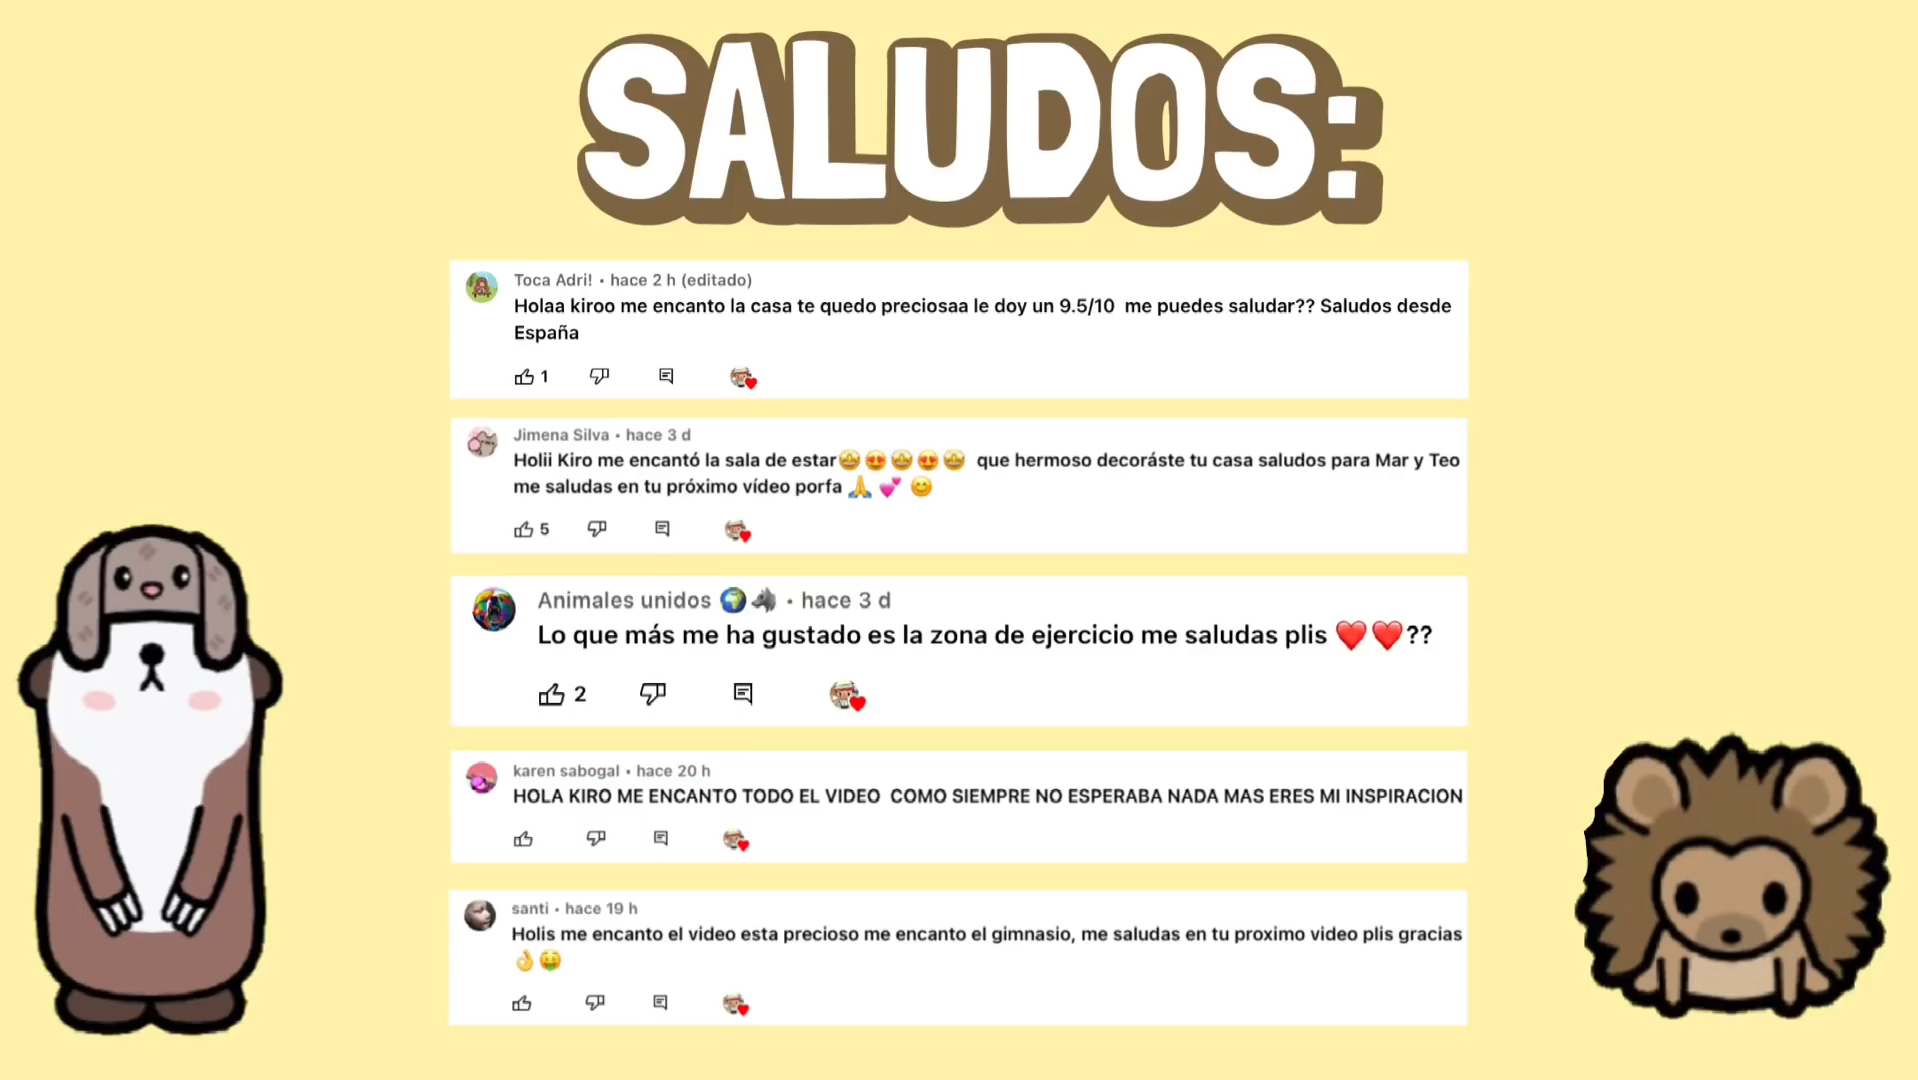 SALUDOS:
Toca Adri! • hace 2 h (editado)
Holaa kiroo me encanto la casa te quedo preciosaa le doy un 9.5/10 me puedes saludar?? Saludos desde
España
1
Jimena Silva • hace 3 d
Holii Kiro me encantó la sala de estar🤩😍🤩😍🤩 que hermoso decoráste tu casa saludos para Mar y Teo
me saludas en tu próximo vídeo porfa 🙏 💕 😊
5
Animales unidos 🌍🐺 • hace 3 d
Lo que más me ha gustado es la zona de ejercicio me saludas plis ❤️❤️??
2
karen sabogal • hace 20 h
HOLA KIRO ME ENCANTO TODO EL VIDEO COMO SIEMPRE NO ESPERABA NADA MAS ERES MI INSPIRACION
santi • hace 19 h
Holis me encanto el video esta precioso me encanto el gimnasio, me saludas en tu proximo video plis gracias
👌🤑